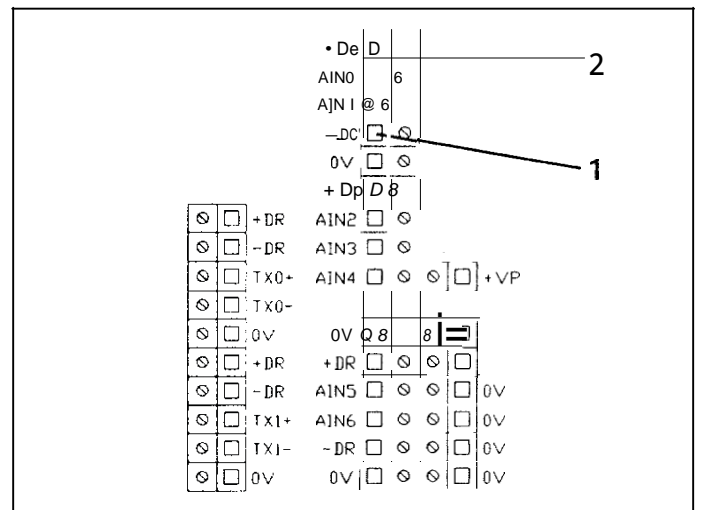 • De D
2
AIN0 6
A]N I @ 6
—DC'
1
0V
+ Dp D 8
+DR AIN2
-DR AIN3
TX0+ AIN4 +VP
TX0-
0V 0V Q 8 8
+DR +DR
-DR AIN5 0V
TX1+ AIN6 0V
TX1- -DR 0V
0V 0V 0V